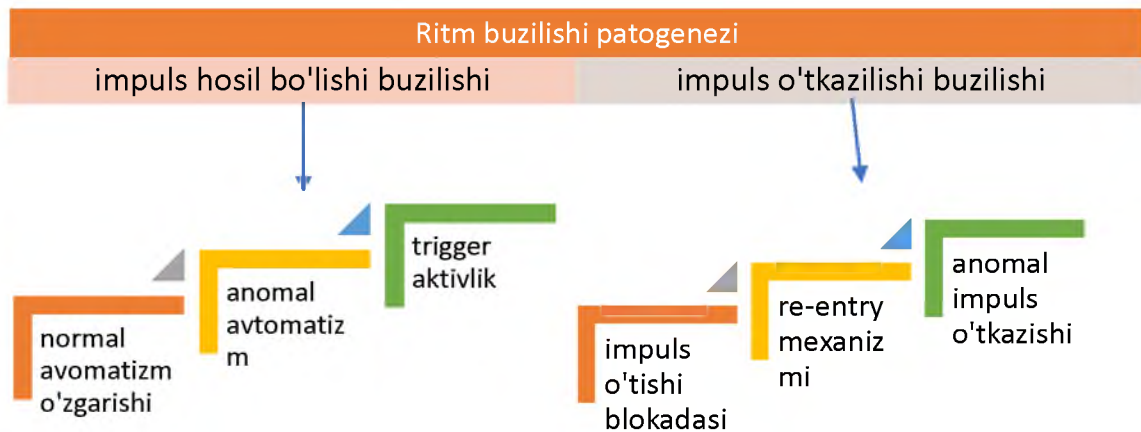 Ritm buzilishi patogenezi
impuls hosil bo'lishi buzilishi
impuls o'tkazilishi buzilishi
normal
avomatizm
o'zgarishi
anomal
avtomatiz
m
trigger
aktivlik
impuls
o'tishi
blokadasi
re-entry
mexaniz
mi
anomal
impuls
o'tkazishi